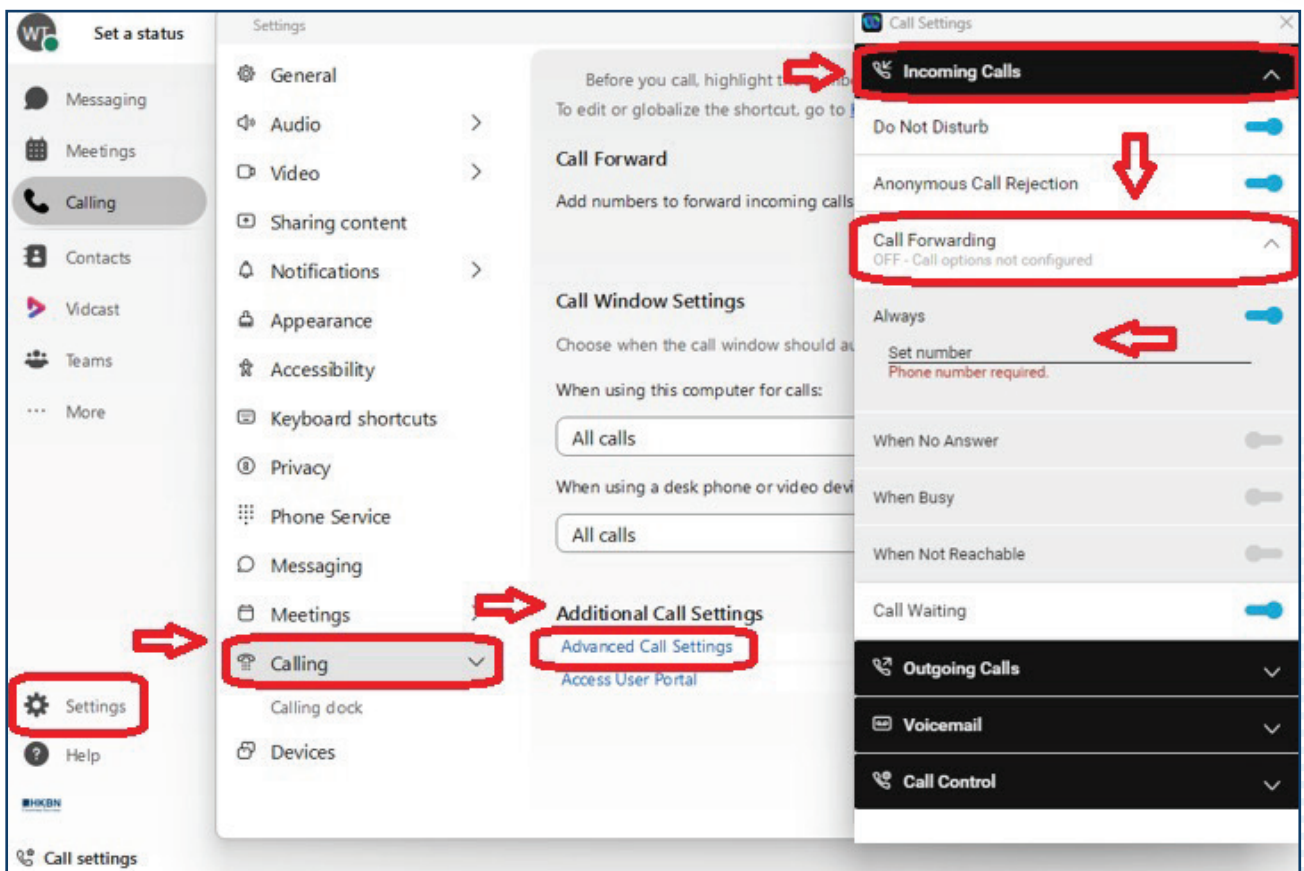 WT
Set a status
Messaging
Meetings
Calling
Contacts
Vidcast
Teams
More
Settings
Help
HKBN
Call settings
Settings
General
Audio
Video
Sharing content
Notifications
Appearance
Accessibility
Keyboard shortcuts
Privacy
Phone Service
Messaging
Meetings
Calling
Calling dock
Devices
Before you call, highlight
To edit or globalize the shortcut, go to
Call Forward
Add numbers to forward incoming calls
Call Window Settings
Choose when the call window should
When using this computer for calls:
All calls
When using a desk phone or video
All calls
Additional Call Settings
Advanced Call Settings
Access User Portal
Call Settings
Incoming Calls
Do Not Disturb
Anonymous Call Rejection
Call Forwarding
OFF - Call options not configured
Always
Set number
Phone number required.
When No Answer
When Busy
When Not Reachable
Call Waiting
Outgoing Calls
Voicemail
Call Control